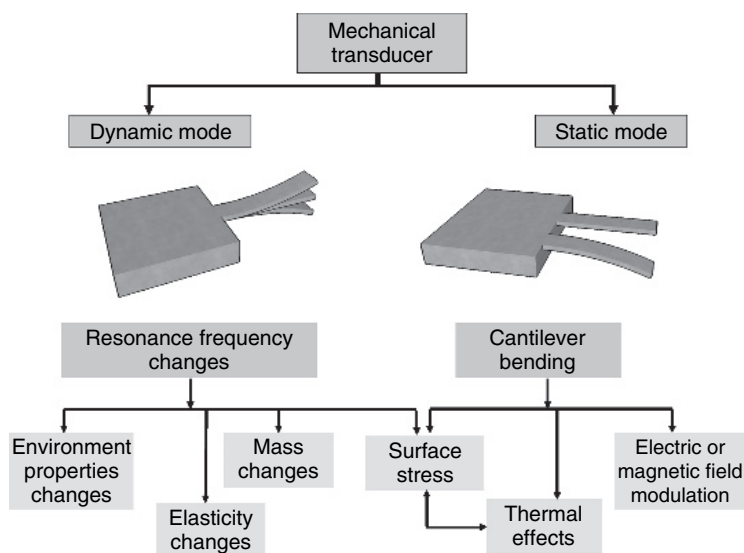 Mechanical
transducer
Dynamic mode
Static mode
Resonance frequency
changes
Cantilever
bending
Environment
properties
changes
Elasticity
changes
Mass
changes
Surface
stress
Thermal
effects
Electric or
magnetic field
modulation